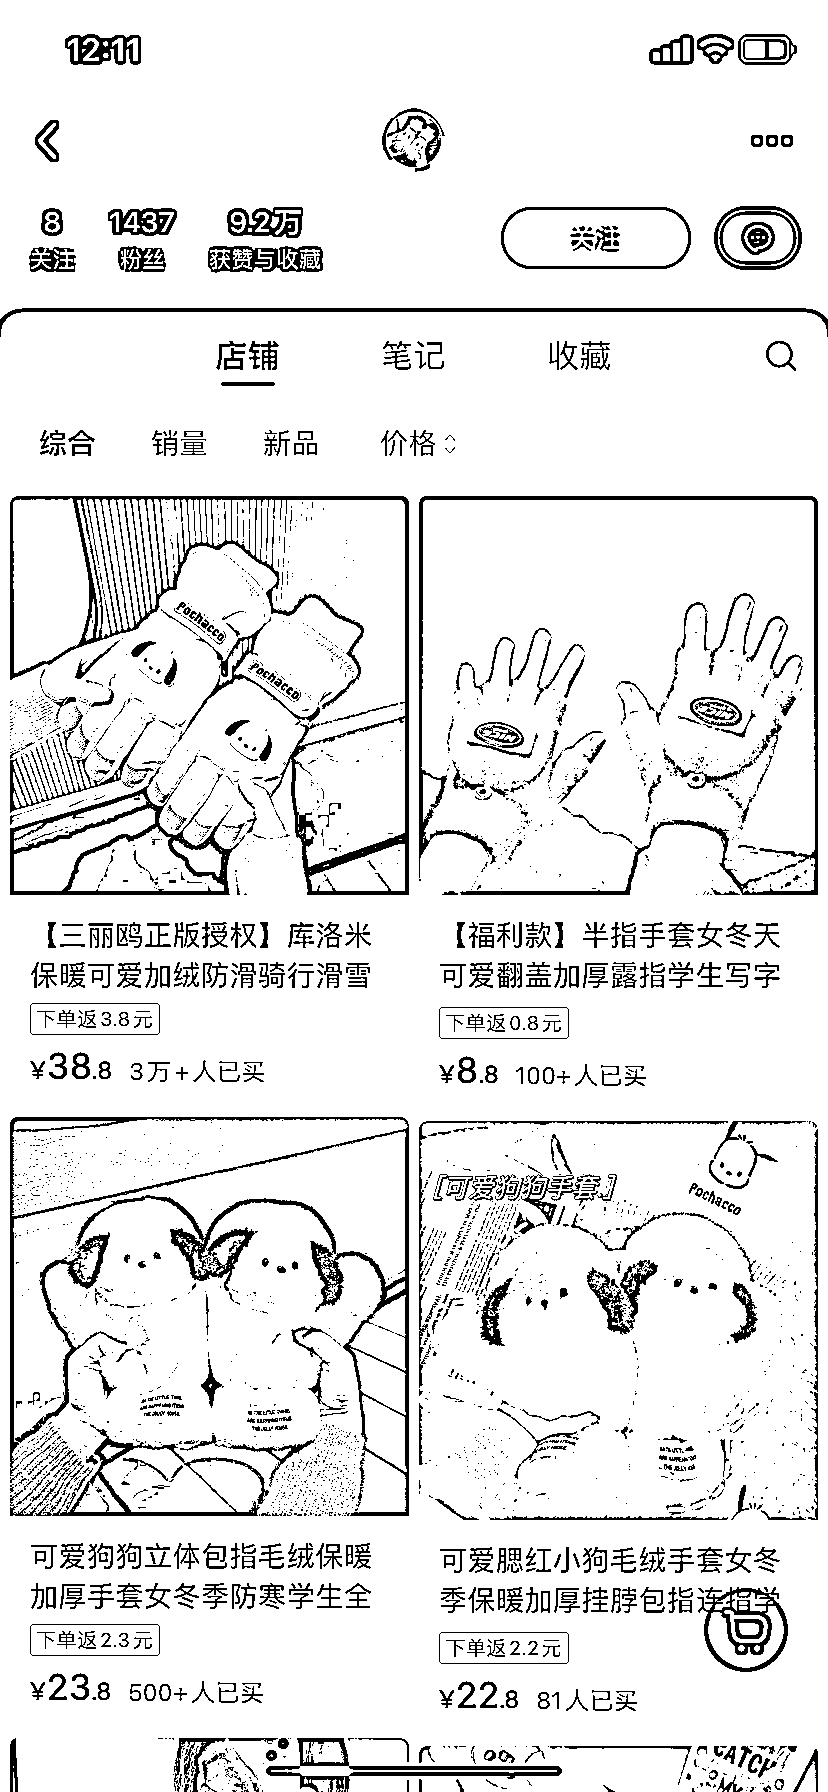 12:11
8 1437 9.2万
关注 粉丝 获赞与收藏 关注
店铺 笔记 收藏
综合 销量 新品 价格
Pochacco
Pochacco
【三丽鸥正版授权】库洛米
保暖可爱加绒防滑骑行滑雪
下单返3.8元
¥38.8 3万+人已买
【福利款】半指手套女冬天
可爱翻盖加厚露指学生写字
下单返0.8元
¥8.8 100+人已买
[可爱狗狗手套]
Pochacco
可爱狗狗立体包指毛绒保暖
加厚手套女冬季防寒学生全
下单返2.3元
¥23.8 500+人已买
可爱腮红小狗毛绒手套女冬
季保暖加厚挂脖包指连指学
下单返2.2元
¥22.8 81人已买
CATCH
MY